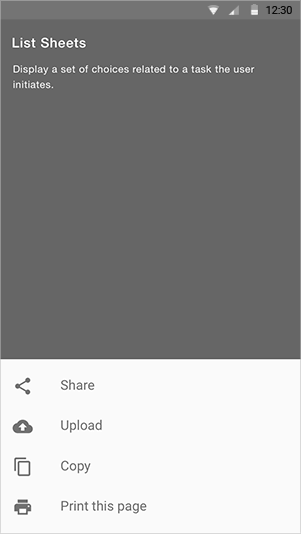 12:30
List Sheets
Display a set of choices related to a task the user
initiates.
Share
Upload
Copy
Print this page